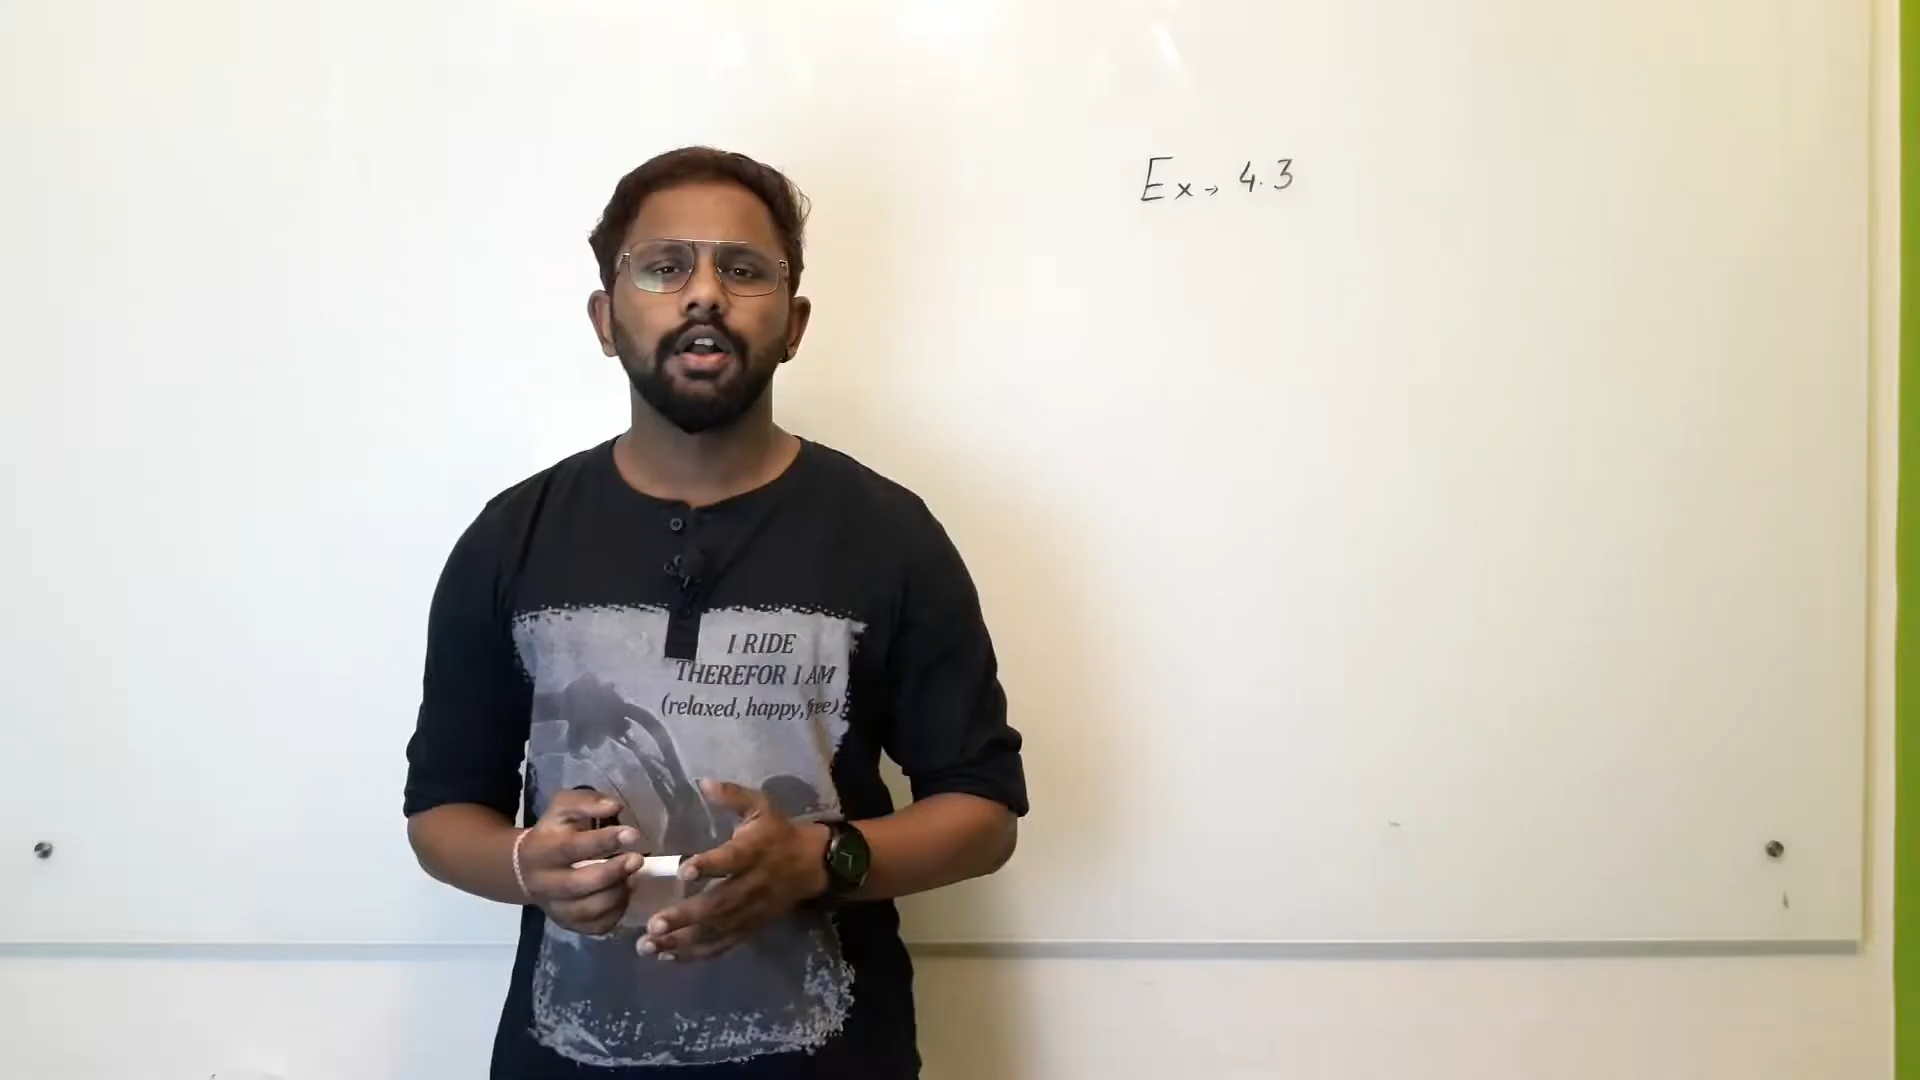 Ex → 4.3
I RIDE
THEREFOR I AM
(relaxed, happy, free)